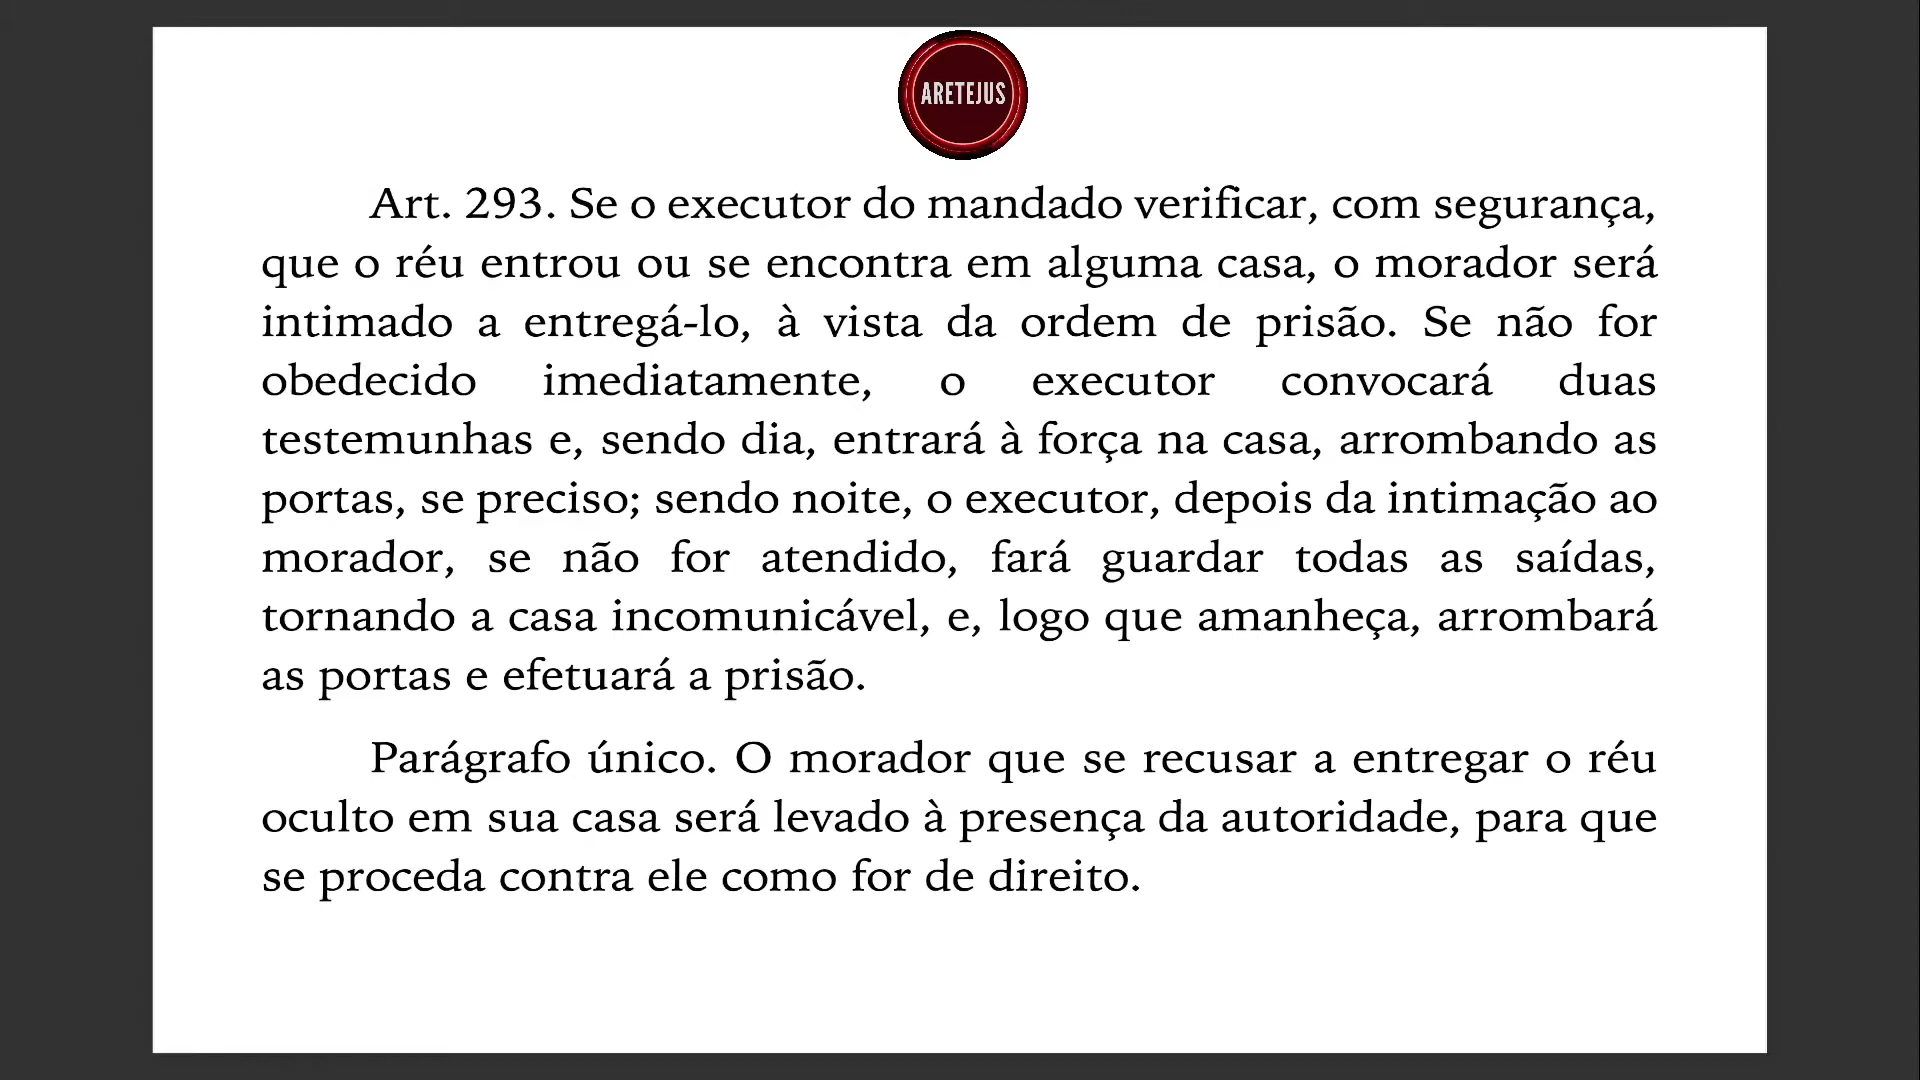 ARETEJUS
Art. 293. Se o executor do mandado verificar, com segurança,
que o réu entrou ou se encontra em alguma casa, o morador será
intimado a entregá-lo, à vista da ordem de prisão. Se não for
obedecido imediatamente, o executor convocará duas
testemunhas e, sendo dia, entrará à força na casa, arrombando as
portas, se preciso; sendo noite, o executor, depois da intimação ao
morador, se não for atendido, fará guardar todas as saídas,
tornando a casa incomunicável, e, logo que amanheça, arrombará
as portas e efetuará a prisão.
Parágrafo único. O morador que se recusar a entregar o réu
oculto em sua casa será levado à presença da autoridade, para que
se proceda contra ele como for de direito.